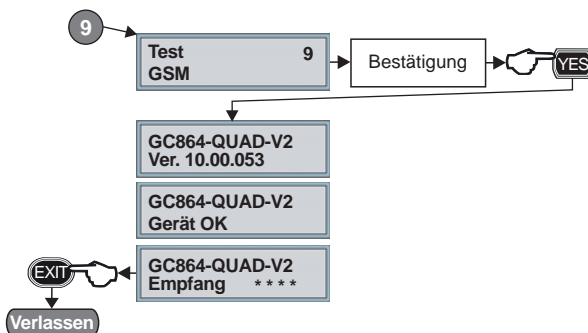 9
Test 9
GSM
Bestätigung
YES
GC864-QUAD-V2
Ver. 10.00.053
GC864-QUAD-V2
Gerät OK
EXIT
GC864-QUAD-V2
Empfang ****
Verlassen